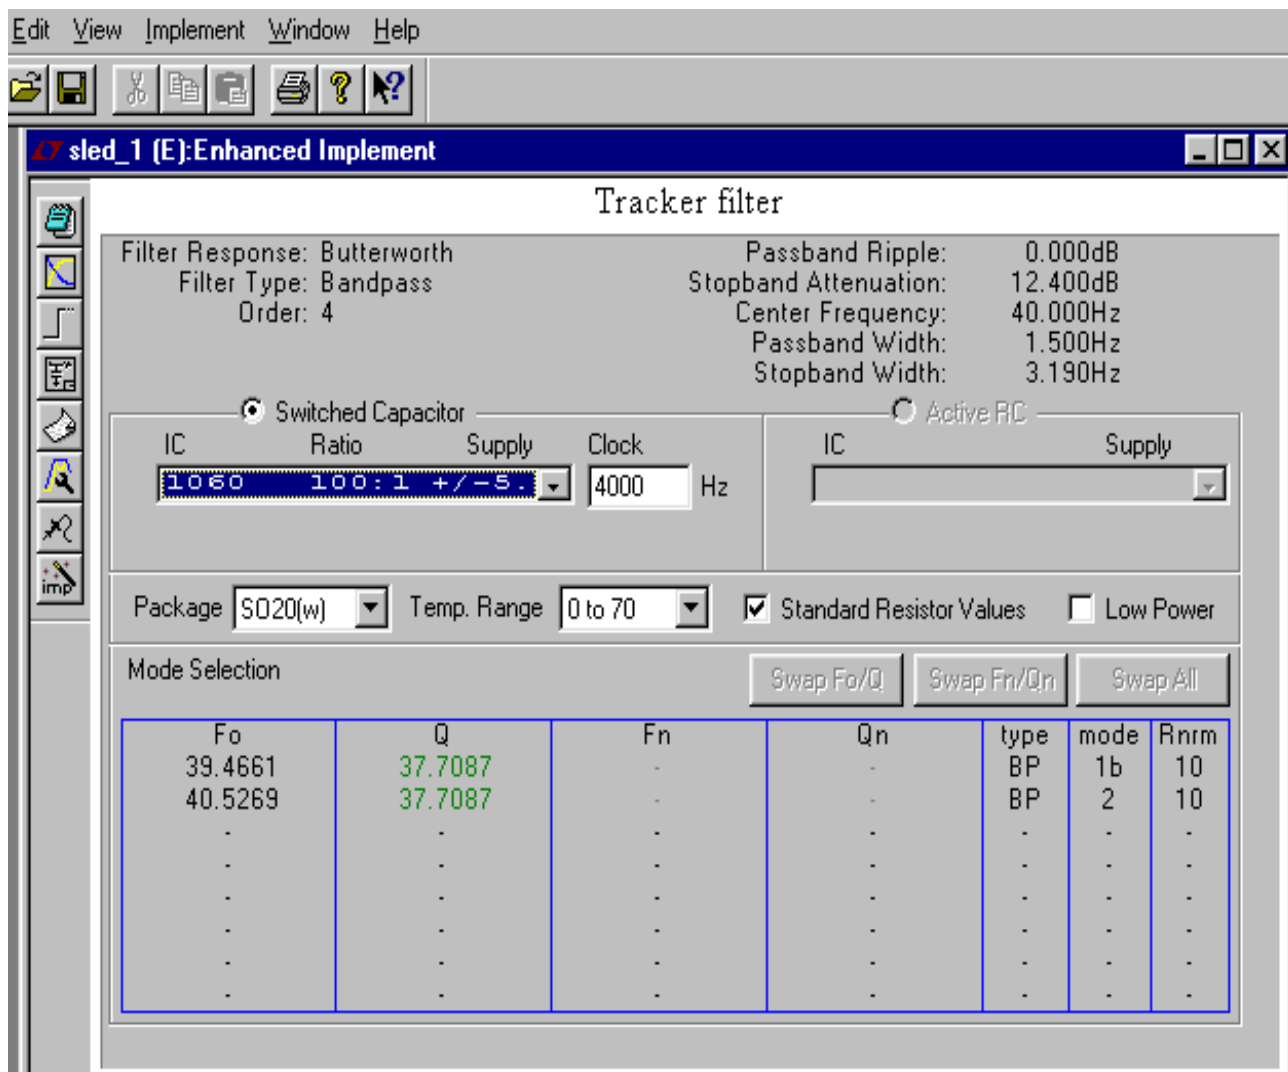 Edit View Implement Window Help
sled_1 (E):Enhanced Implement
Tracker filter
Filter Response: Butterworth Passband Ripple: 0.000dB
Filter Type: Bandpass Stopband Attenuation: 12.400dB
Order: 4 Center Frequency: 40.000Hz
Passband Width: 1.500Hz
Stopband Width: 3.190Hz
Switched Capacitor Active RC
IC Ratio Supply Clock IC Supply
1060 100:1 +/-5. 4000 Hz
imp
Package SO20(w) Temp. Range 0 to 70 Standard Resistor Values Low Power
Mode Selection Swap Fo/Q Swap Fn/Qn Swap All
Fo Q Fn Qn type mode Rnrm
39.4661 37.7087 - - BP 1b 10
40.5269 37.7087 - - BP 2 10
- - - - - - -
- - - - - - -
- - - - - - -
- - - - - - -
- - - - - - -
- - - - - - -